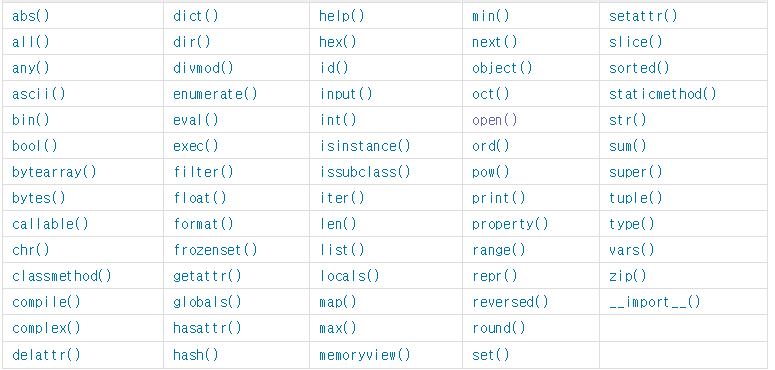 abs() dict() help() min() setattr()
all() dir() hex() next() slice()
any() divmod() id() object() sorted()
ascii() enumerate() input() oct() staticmethod()
bin() eval() int() open() str()
bool() exec() isinstance() ord() sum()
bytearray() filter() issubclass() pow() super()
bytes() float() iter() print() tuple()
callable() format() len() property() type()
chr() frozenset() list() range() vars()
classmethod() getattr() locals() repr() zip()
compile() globals() map() reversed() __import__()
complex() hasattr() max() round()
delattr() hash() memoryview() set()